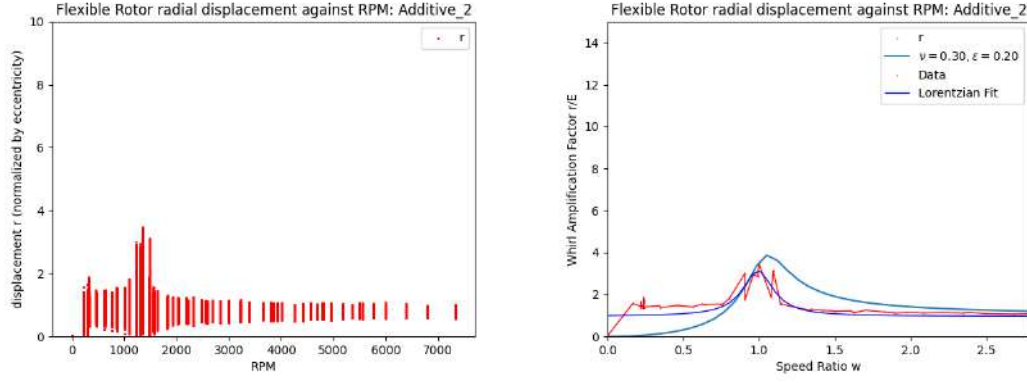 Flexible Rotor radial displacement against RPM: Additive_2
displacement r (normalized by eccentricity)
10
8
6
4
2
0
r
0
1000
2000
3000
4000
5000
6000
7000
RPM
Flexible Rotor radial displacement against RPM: Additive_2
Whirl Amplification Factor r/E
14
12
10
8
6
4
2
0
r
ν = 0.30, ε = 0.20
Data
Lorentzian Fit
0.0
0.5
1.0
1.5
2.0
2.5
Speed Ratio w